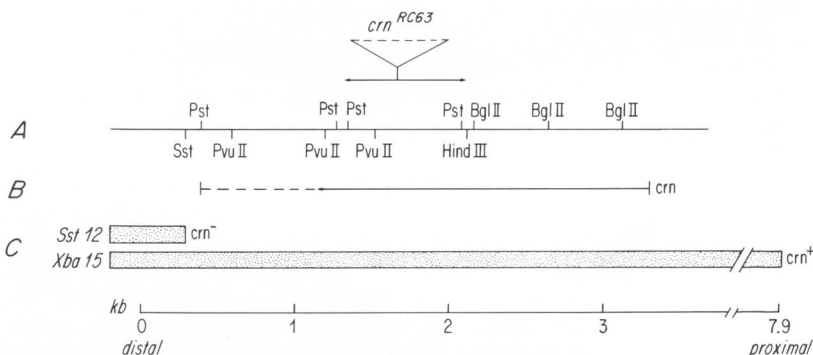 crn RC63
Pst Pst Pst Pst Bgl II Bgl II Bgl II
A
Sst Pvu II Pvu II Pvu II Hind III
B crn
Sst 12 crn⁻
C
Xba 15 crn⁺
kb 0 1 2 3 7.9
distal proximal